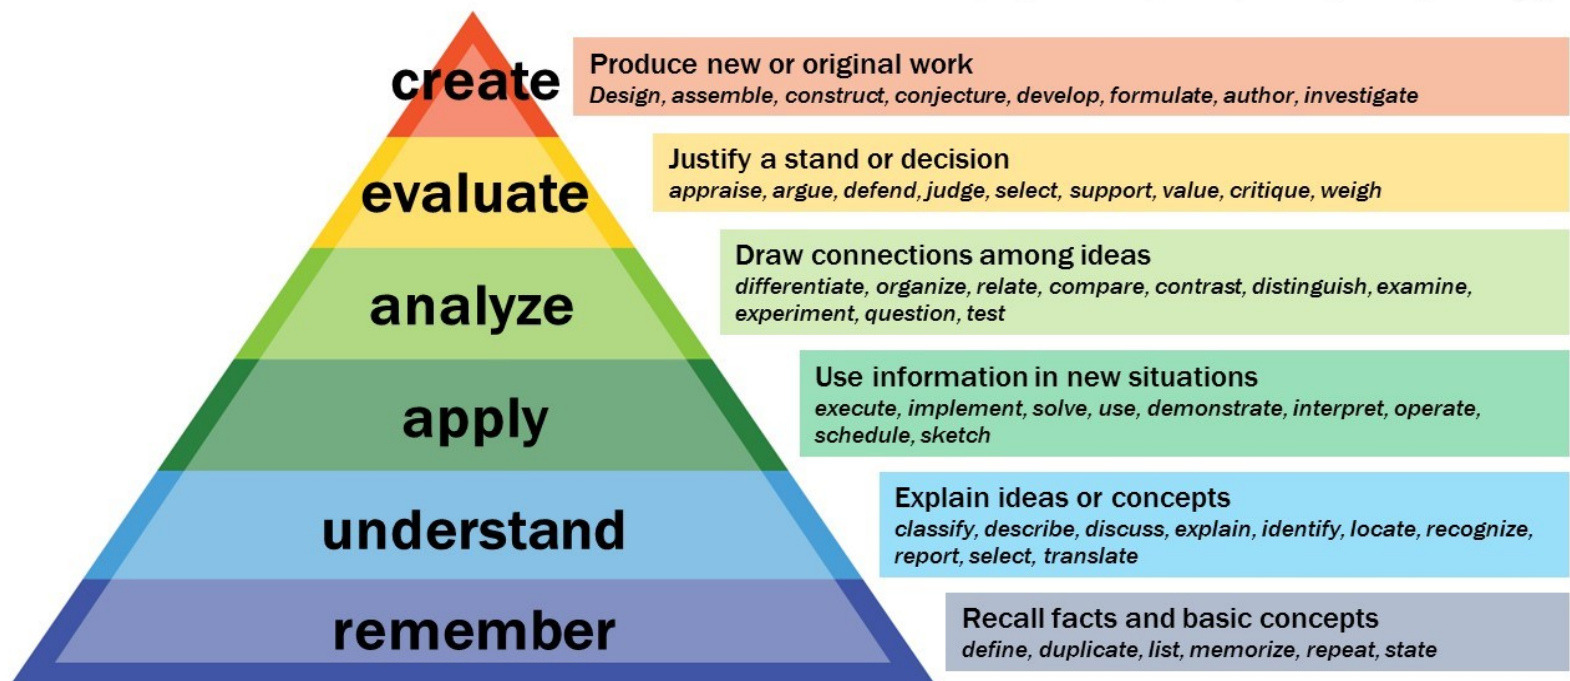 create
Produce new or original work
Design, assemble, construct, conjecture, develop, formulate, author, investigate
evaluate
Justify a stand or decision
appraise, argue, defend, judge, select, support, value, critique, weigh
analyze
Draw connections among ideas
differentiate, organize, relate, compare, contrast, distinguish, examine,
experiment, question, test
apply
Use information in new situations
execute, implement, solve, use, demonstrate, interpret, operate,
schedule, sketch
understand
Explain ideas or concepts
classify, describe, discuss, explain, identify, locate, recognize,
report, select, translate
remember
Recall facts and basic concepts
define, duplicate, list, memorize, repeat, state